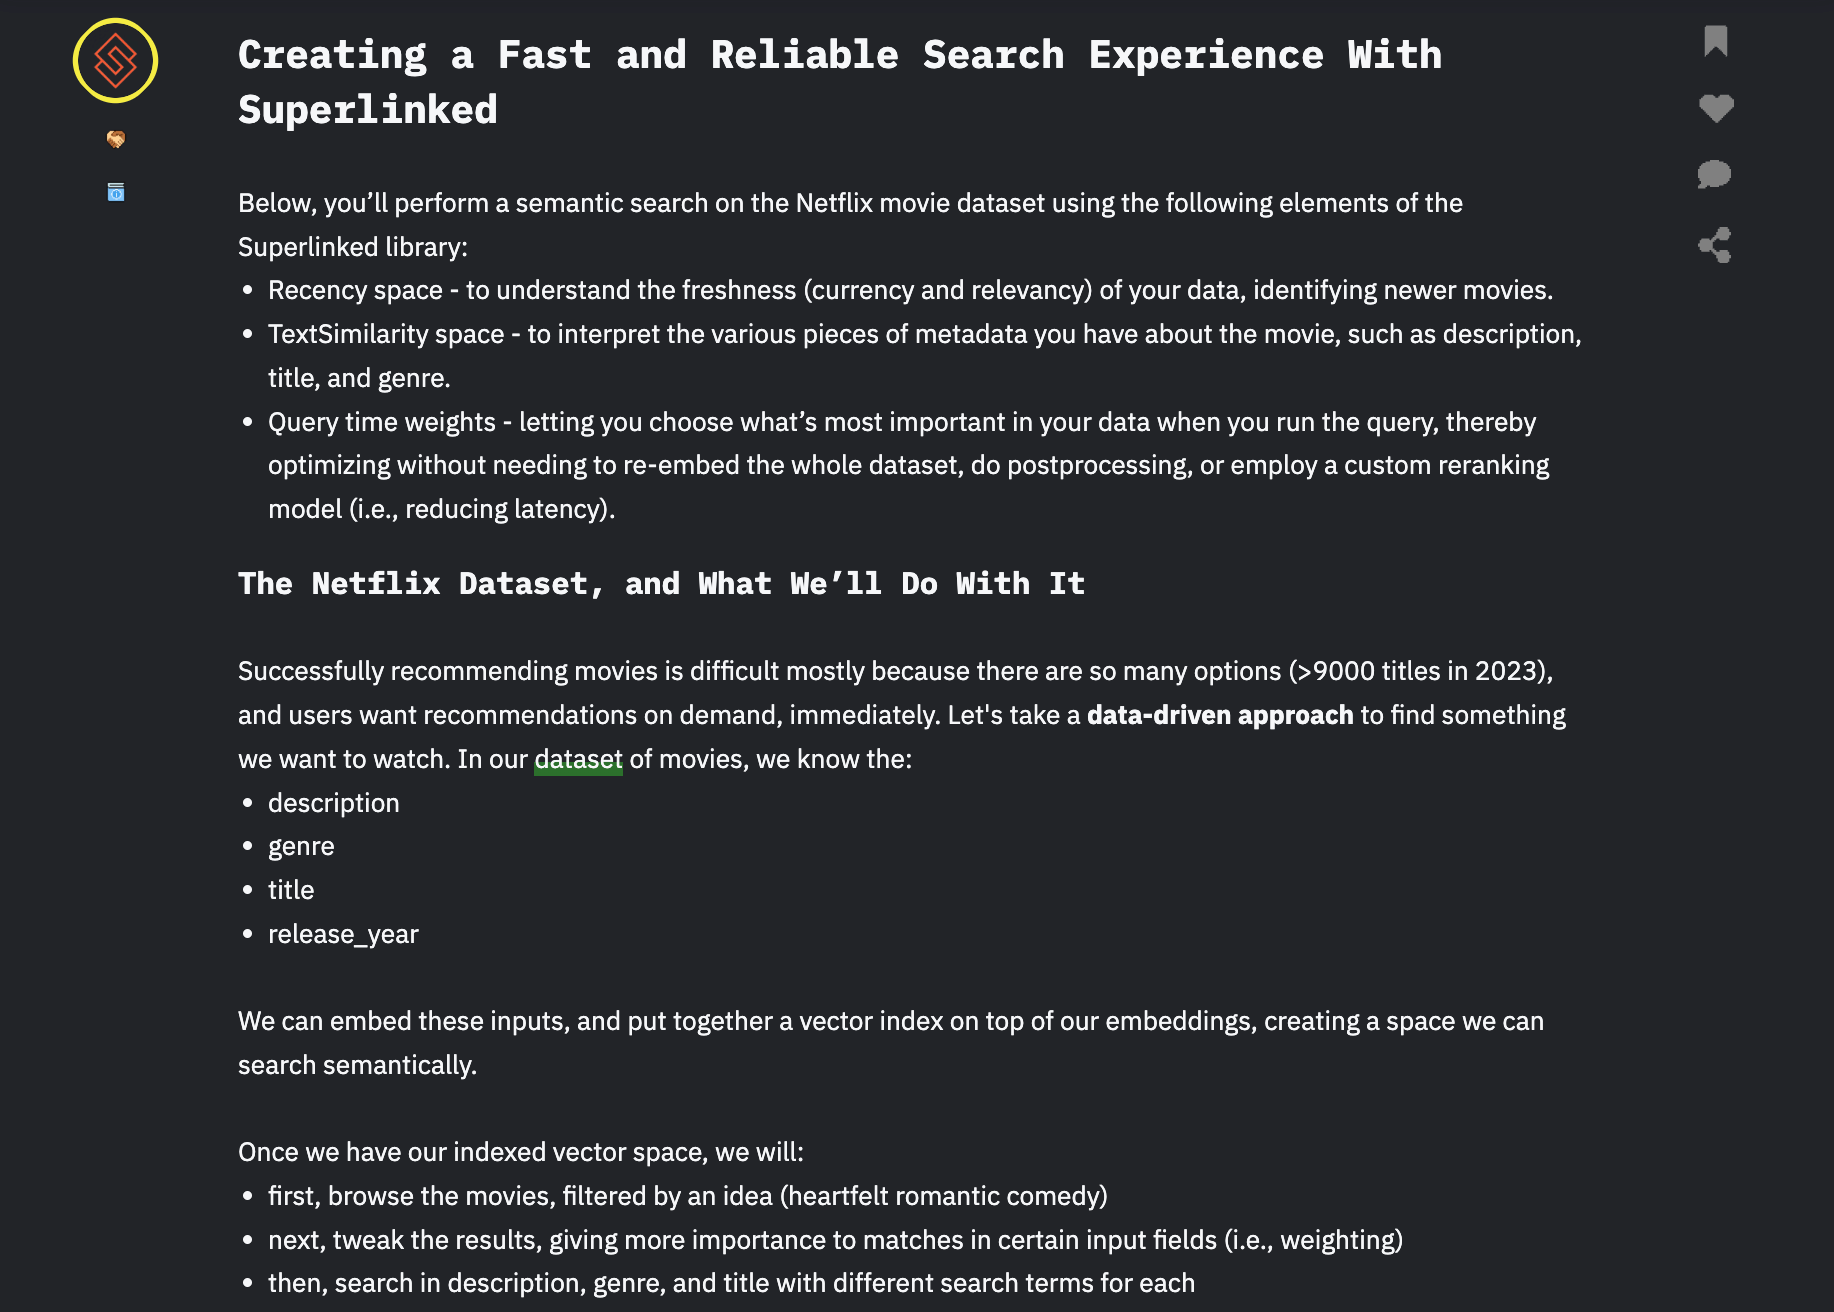 Creating a Fast and Reliable Search Experience With
Superlinked
Below, you’ll perform a semantic search on the Netflix movie dataset using the following elements of the
Superlinked library:
• Recency space - to understand the freshness (currency and relevancy) of your data, identifying newer movies.
• TextSimilarity space - to interpret the various pieces of metadata you have about the movie, such as description,
title, and genre.
• Query time weights - letting you choose what’s most important in your data when you run the query, thereby
optimizing without needing to re-embed the whole dataset, do postprocessing, or employ a custom reranking
model (i.e., reducing latency).
The Netflix Dataset, and What We’ll Do With It
Successfully recommending movies is difficult mostly because there are so many options (>9000 titles in 2023),
and users want recommendations on demand, immediately. Let's take a data-driven approach to find something
we want to watch. In our dataset of movies, we know the:
• description
• genre
• title
• release_year
We can embed these inputs, and put together a vector index on top of our embeddings, creating a space we can
search semantically.
Once we have our indexed vector space, we will:
• first, browse the movies, filtered by an idea (heartfelt romantic comedy)
• next, tweak the results, giving more importance to matches in certain input fields (i.e., weighting)
• then, search in description, genre, and title with different search terms for each